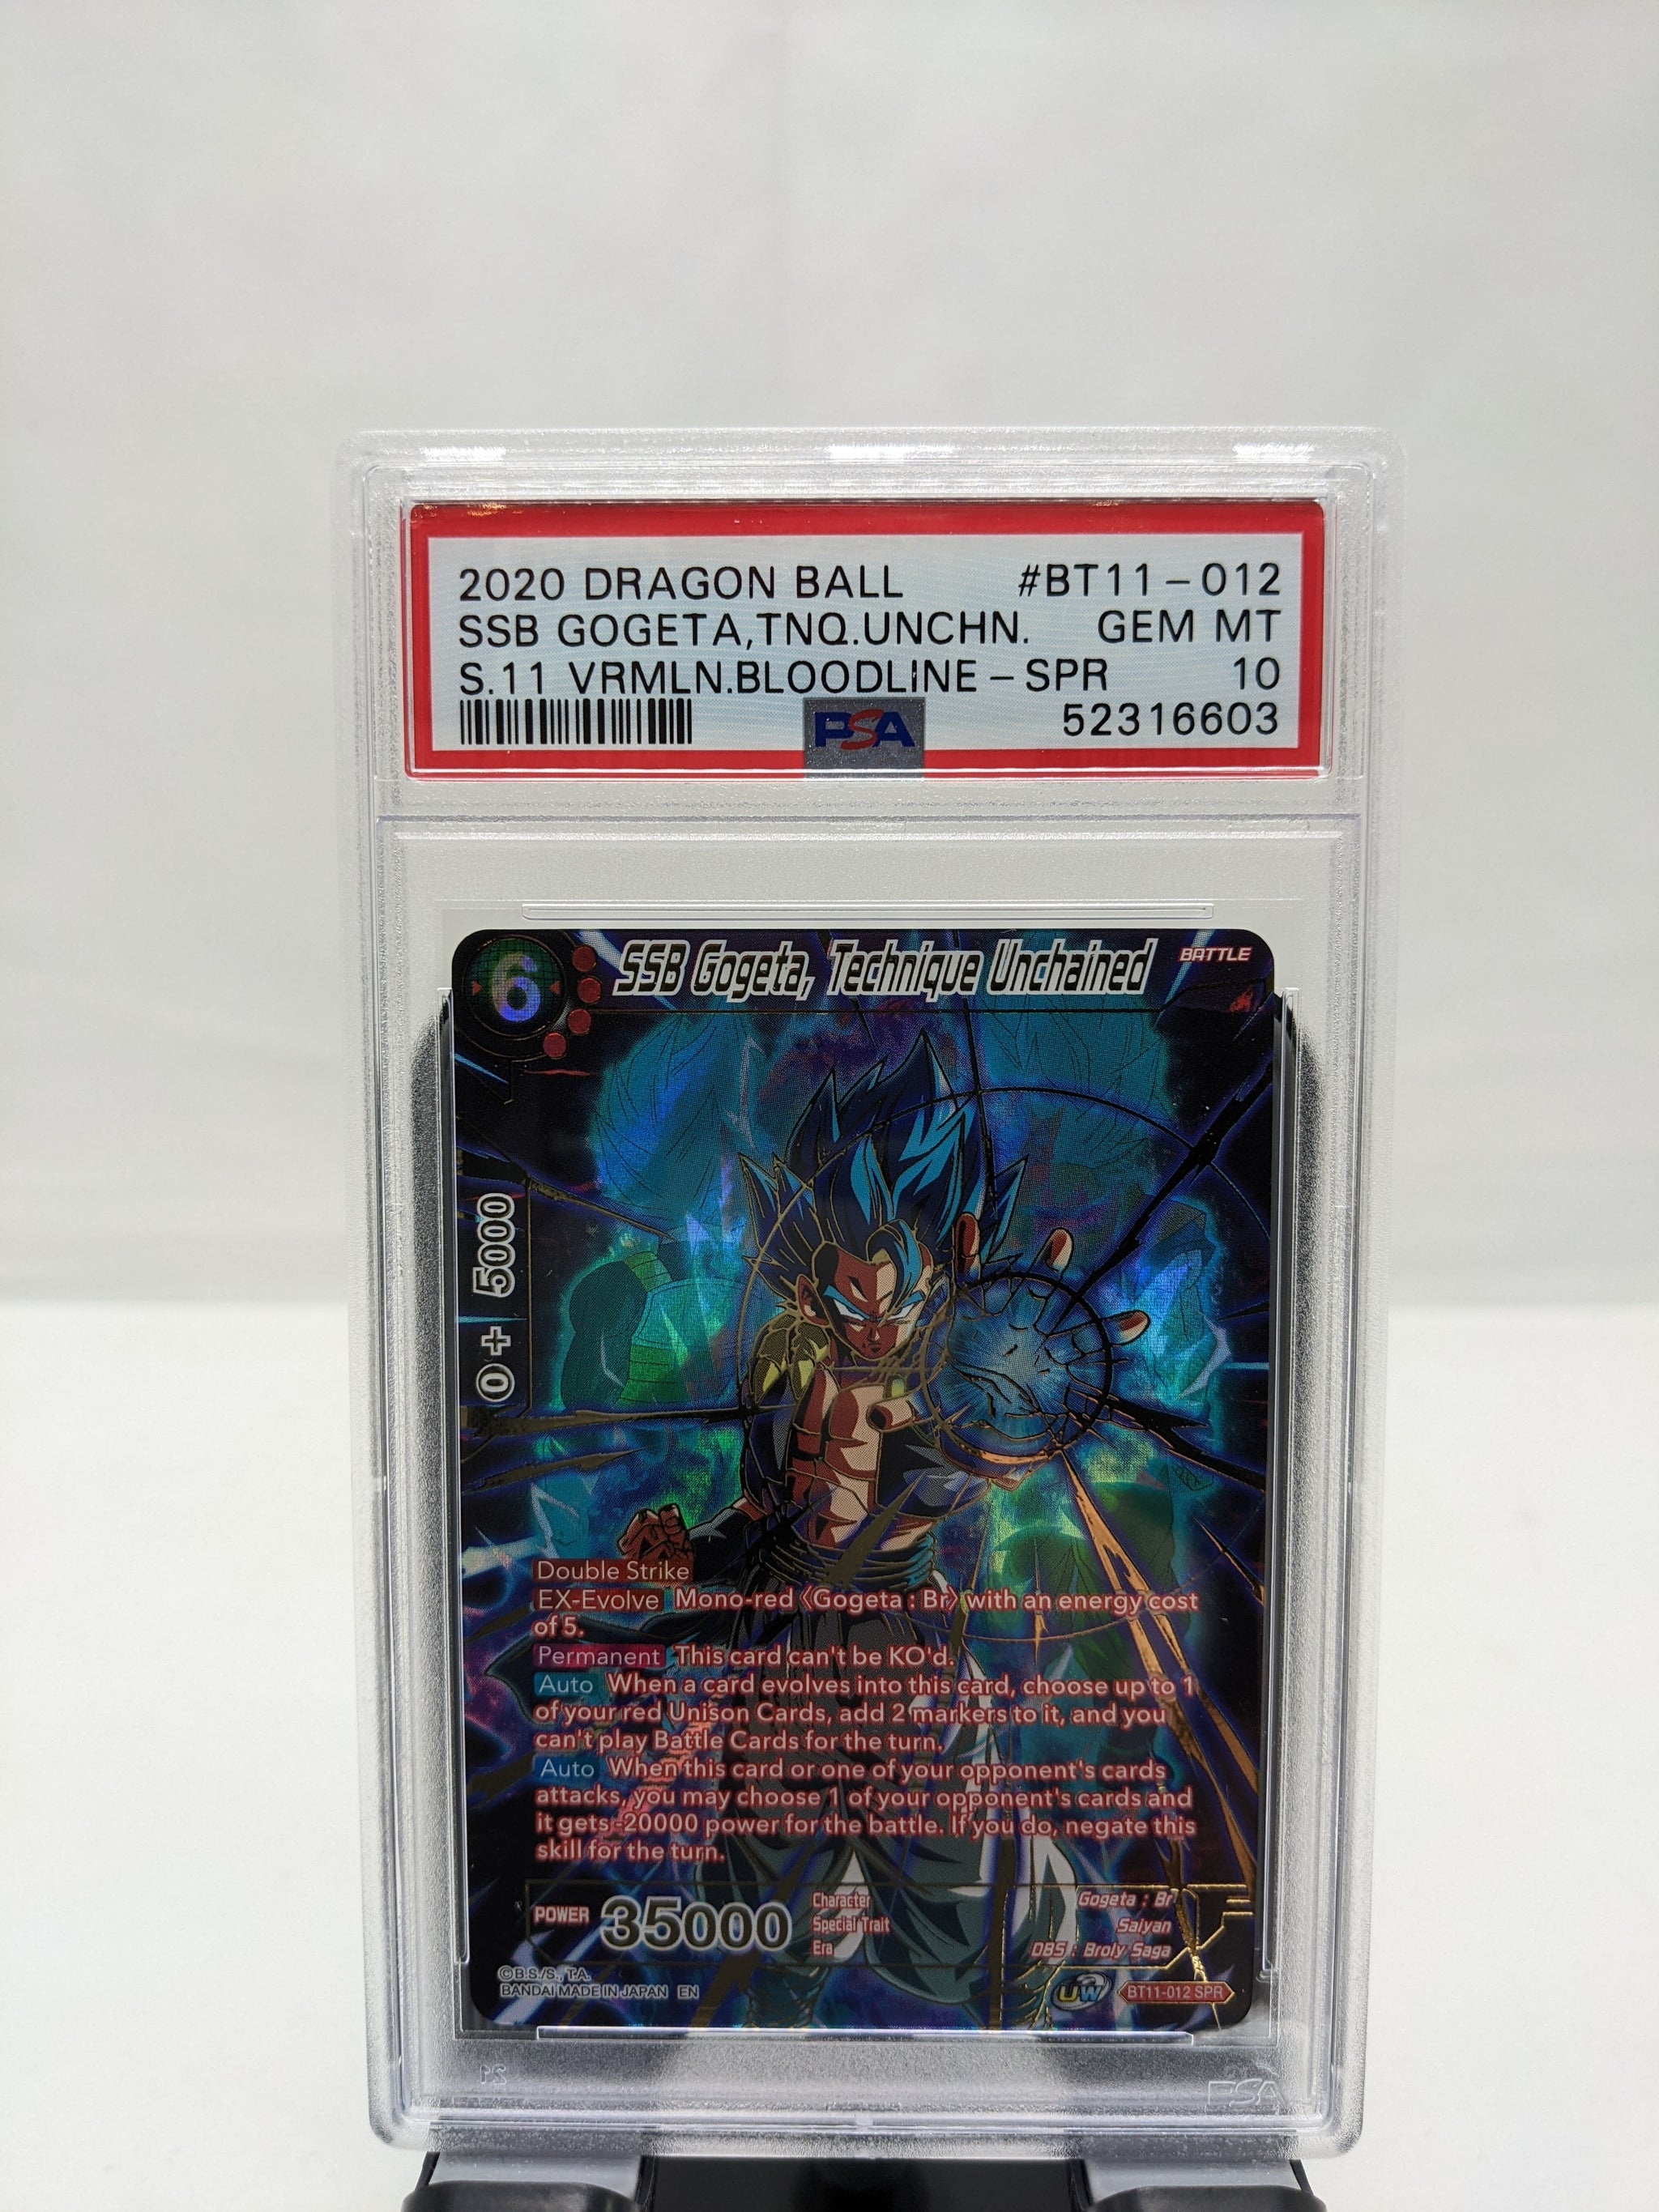 2020 DRAGON BALL #BT11-012
SSB GOGETA,TNQ.UNCHN. GEM MT
S.11 VRMLN.BLOODLINE-SPR 10
PSA 52316603
6 SSB Gogeta, Technique Unchained BATTLE
0 + 5000
Double Strike
EX-Evolve Mono-red 《Gogeta : Br》 with an energy cost
of 5.
Permanent This card can't be KO'd.
Auto When a card evolves into this card, choose up to 1
of your red Unison Cards, add 2 markers to it, and you
can't play Battle Cards for the turn.
Auto When this card or one of your opponent's cards
attacks, you may choose 1 of your opponent's cards and
it gets -20000 power for the battle. If you do, negate this
skill for the turn.
POWER 35000
Character Gogeta : Br
Special Trait Saiyan
Era DBS : Broly Saga
©B.S./S., T.A.
BANDAI MADE IN JAPAN EN
UW BT11-012 SPR
PSA